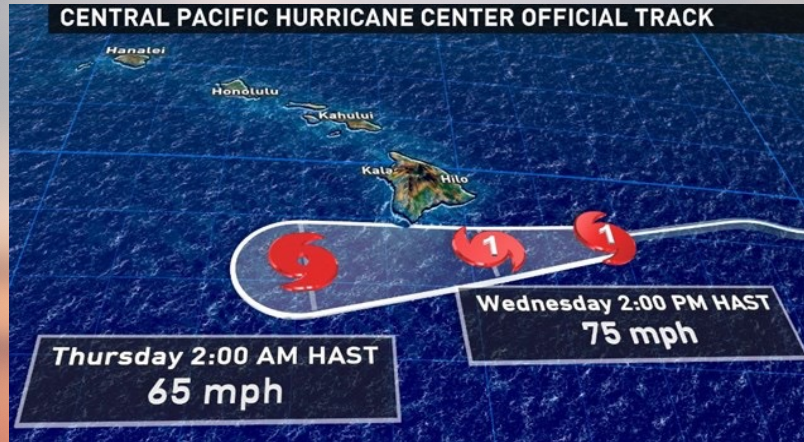 CENTRAL PACIFIC HURRICANE CENTER OFFICIAL TRACK
Hanalei
Honolulu
Kahului
Kala
Hilo
1
1
Wednesday 2:00 PM HAST
75 mph
Thursday 2:00 AM HAST
65 mph